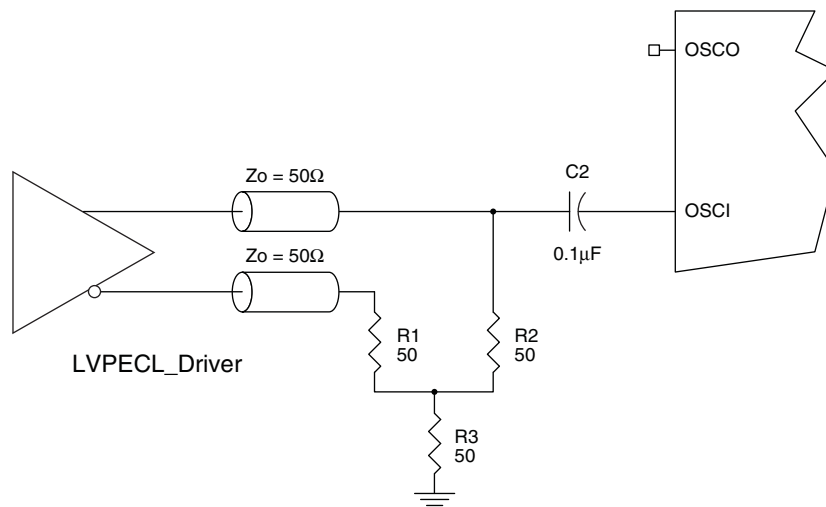 OSCO
Zo = 50Ω
C2
OSCI
0.1µF
Zo = 50Ω
R1
50
R2
50
LVPECL_Driver
R3
50